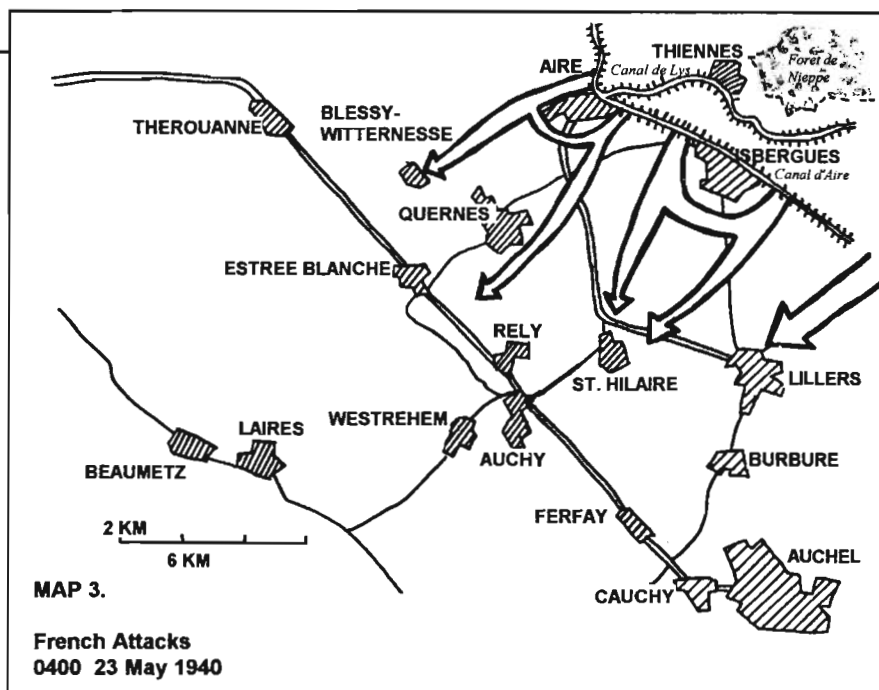 THIENNES
Foret de
Nieppe
AIRE
Canal de Lys
BLESSY-
WITTERNESSE
THEROUANNE
ISBERGUES
Canal d'Aire
QUERNES
ESTREE BLANCHE
RELY
ST. HILAIRE
LILLERS
WESTREHEM
LAIRES
AUCHY
BEAUMETZ
BURBURE
FERFAY
2 KM
6 KM
AUCHEL
CAUCHY
MAP 3.
French Attacks
0400 23 May 1940